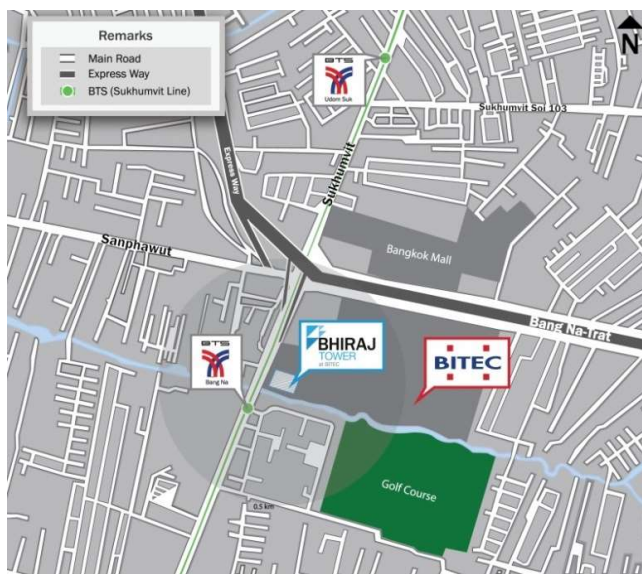 Remarks
Main Road
Express Way
BTS (Sukhumvit Line)
BTS
Udom Suk
N
Sukhumvit Soi 103
Express Way
Sukhumvit
Sanphawut
Bangkok Mall
Bang Na-Trat
BTS
Bang Na
BHIRAJ
TOWER
at BITEC
BITEC
Golf Course
0.5 km